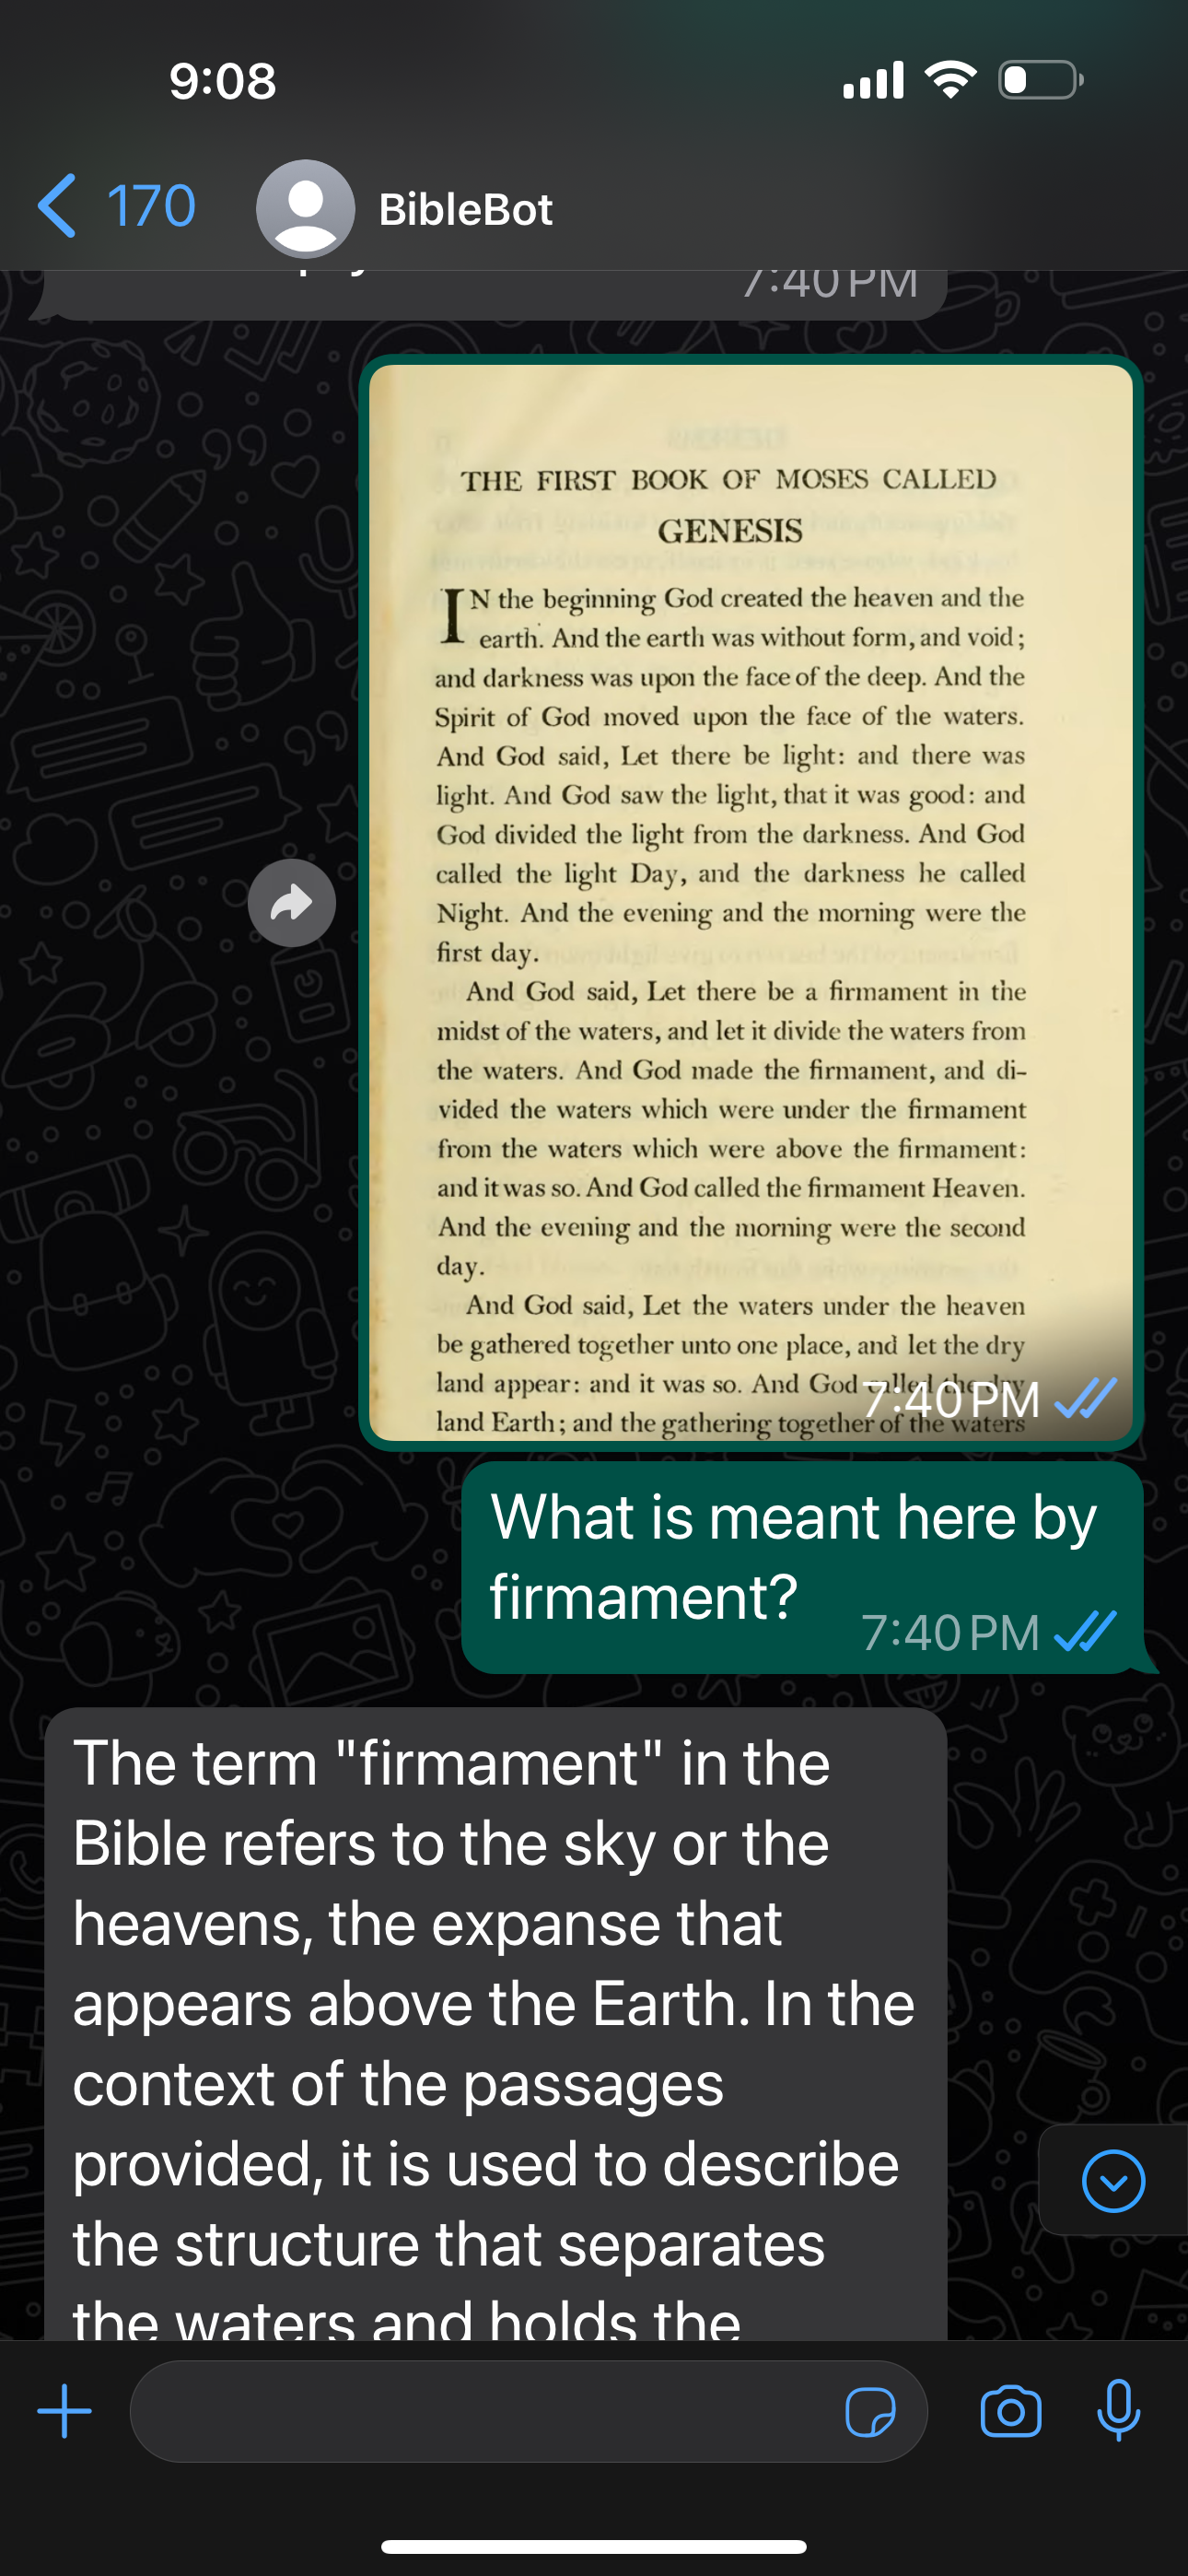 9:08
170
BibleBot
7:40 PM
THE FIRST BOOK OF MOSES CALLED
GENESIS
IN the beginning God created the heaven and the
earth. And the earth was without form, and void;
and darkness was upon the face of the deep. And the
Spirit of God moved upon the face of the waters.
And God said, Let there be light: and there was
light. And God saw the light, that it was good: and
God divided the light from the darkness. And God
called the light Day, and the darkness he called
Night. And the evening and the morning were the
first day.
And God said, Let there be a firmament in the
midst of the waters, and let it divide the waters from
the waters. And God made the firmament, and di-
vided the waters which were under the firmament
from the waters which were above the firmament:
and it was so. And God called the firmament Heaven.
And the evening and the morning were the second
day.
And God said, Let the waters under the heaven
be gathered together unto one place, and let the dry
land appear: and it was so. And God called the dry
7:40 PM
land Earth; and the gathering together of the waters
What is meant here by
firmament?
7:40 PM
The term "firmament" in the
Bible refers to the sky or the
heavens, the expanse that
appears above the Earth. In the
context of the passages
provided, it is used to describe
the structure that separates
the waters and holds the